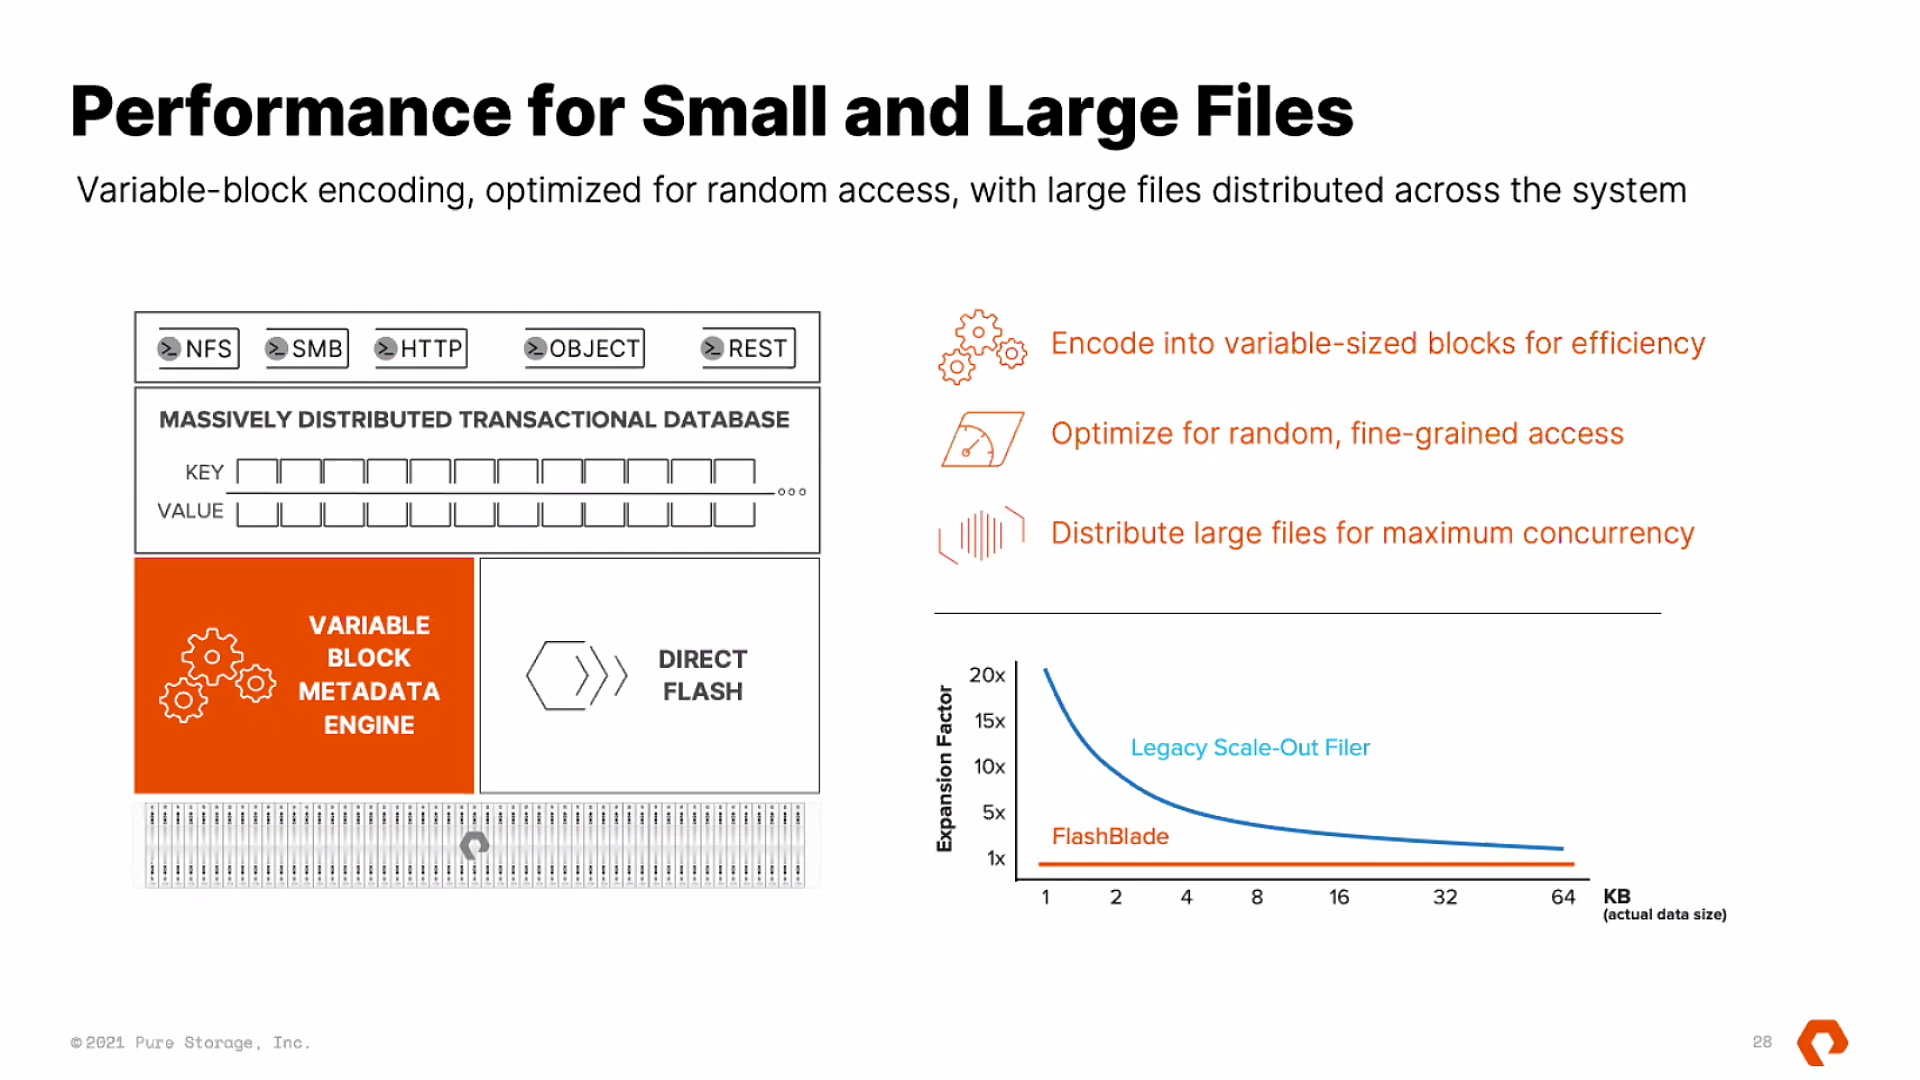 Performance for Small and Large Files
Variable-block encoding, optimized for random access, with large files distributed across the system
NFS SMB HTTP OBJECT REST
MASSIVELY DISTRIBUTED TRANSACTIONAL DATABASE
KEY
VALUE
VARIABLE
BLOCK
METADATA
ENGINE
DIRECT
FLASH
Encode into variable-sized blocks for efficiency
Optimize for random, fine-grained access
Distribute large files for maximum concurrency
Expansion Factor
20x
15x
10x
5x
1x
Legacy Scale-Out Filer
FlashBlade
1 2 4 8 16 32 64 KB
(actual data size)
©2021 Pure Storage, Inc.
28